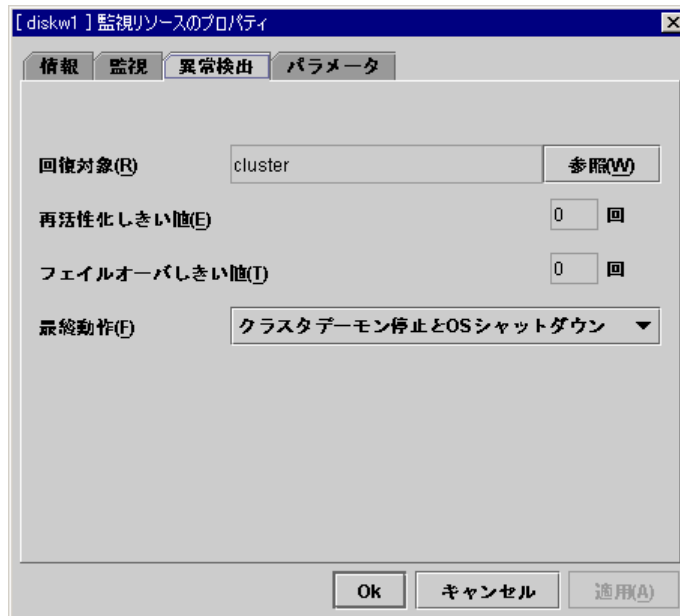 [ diskw1 ] 監視リソースのプロパティ
情報 監視 異常検出 パラメータ
回復対象(R) cluster 参照(W)
再活性化しきい値(E) 0 回
フェイルオーバしきい値(T) 0 回
最終動作(F) クラスタデーモン停止とOSシャットダウン
Ok キャンセル 適用(A)